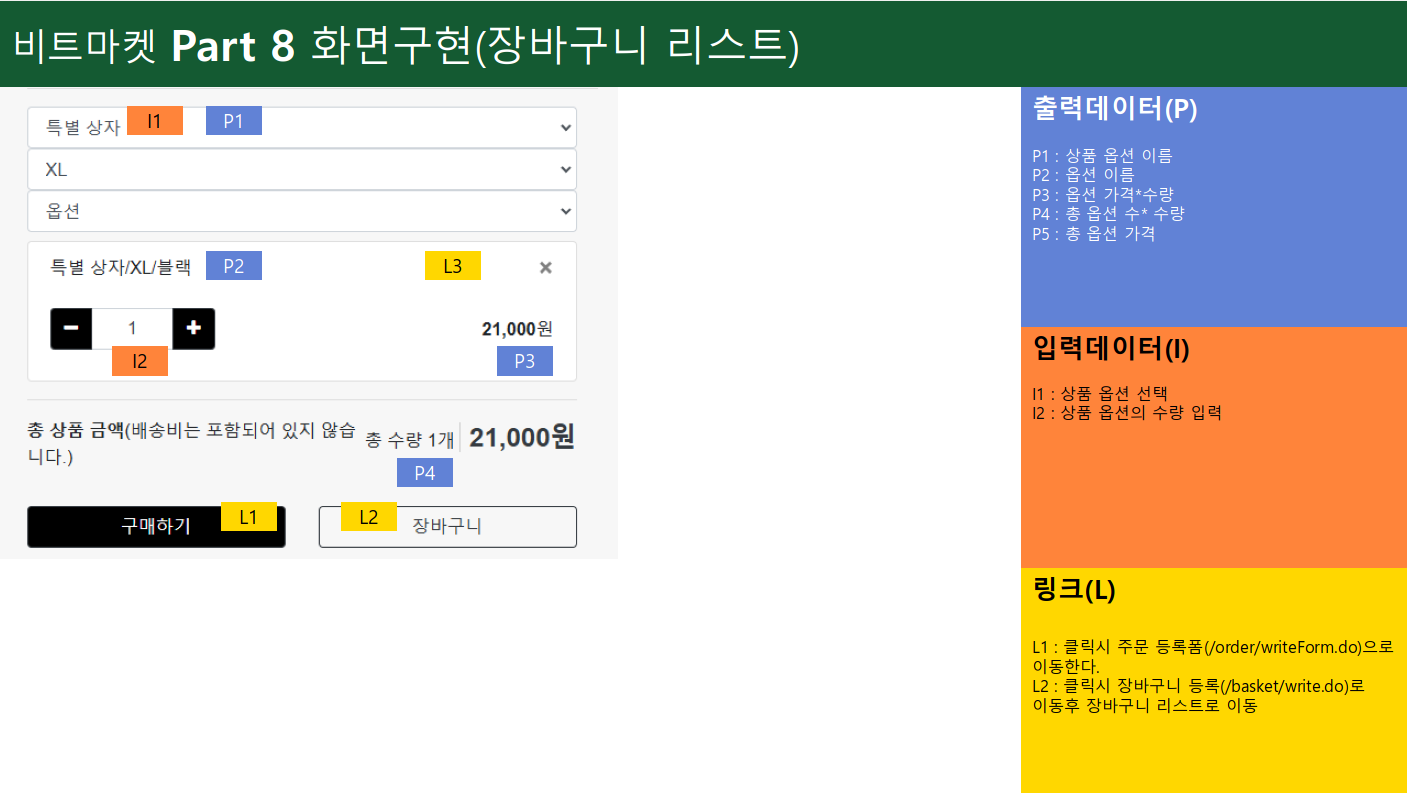 비트마켓 Part 8 화면구현(장바구니 리스트)
특별 상자 I1 P1
XL
옵션
특별 상자/XL/블랙 P2 L3 ×
− 1 + 21,000원
I2 P3
총 상품 금액(배송비는 포함되어 있지 않습
니다.)
총 수량 1개 21,000원
P4
구매하기 L1 L2 장바구니
출력데이터(P)
P1 : 상품 옵션 이름
P2 : 옵션 이름
P3 : 옵션 가격*수량
P4 : 총 옵션 수* 수량
P5 : 총 옵션 가격
입력데이터(I)
I1 : 상품 옵션 선택
I2 : 상품 옵션의 수량 입력
링크(L)
L1 : 클릭시 주문 등록폼(/order/writeForm.do)으로
이동한다.
L2 : 클릭시 장바구니 등록(/basket/write.do)로
이동후 장바구니 리스트로 이동